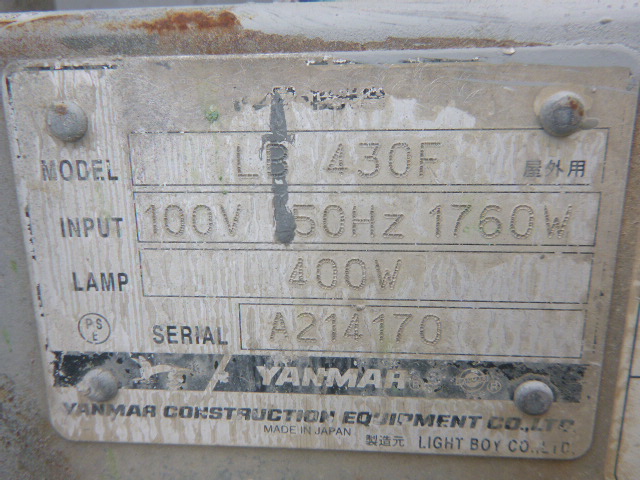 MODEL LB 430F 屋外用
INPUT 100V 50Hz 1760W
LAMP 400W
PS E SERIAL A214170
YANMAR
YANMAR CONSTRUCTION EQUIPMENT CO.,LTD.
MADE IN JAPAN
製造元 LIGHT BOY CO.,LTD.